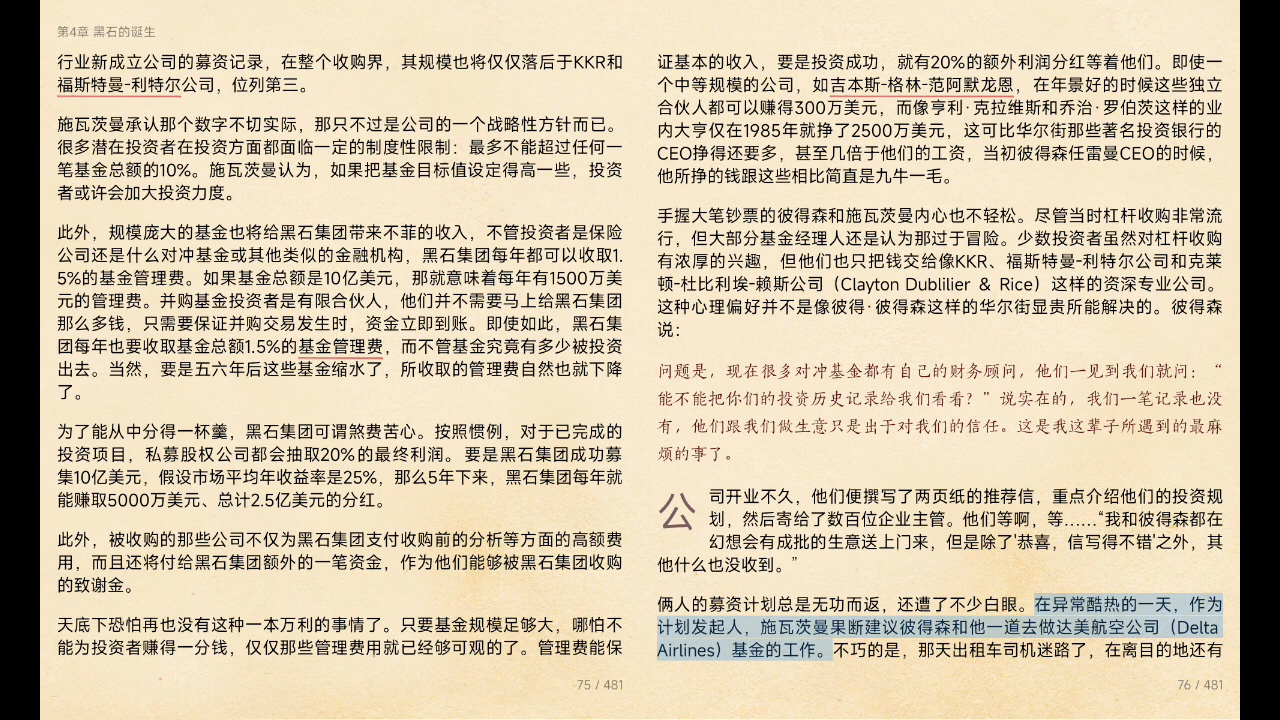 第4章 黑石的诞生
行业新成立公司的募资记录，在整个收购界，其规模也将仅仅落后于KKR和
福斯特曼-利特尔公司，位列第三。
施瓦茨曼承认那个数字不切实际，那只不过是公司的一个战略性方针而已。
很多潜在投资者在投资方面都面临一定的制度性限制：最多不能超过任何一
笔基金总额的10%。施瓦茨曼认为，如果把基金目标值设定得高一些，投资
者或许会加大投资力度。
此外，规模庞大的基金也将给黑石集团带来不菲的收入，不管投资者是保险
公司还是什么对冲基金或其他类似的金融机构，黑石集团每年都可以收取1.
5%的基金管理费。如果基金总额是10亿美元，那就意味着每年有1500万美
元的管理费。并购基金投资者是有限合伙人，他们并不需要马上给黑石集团
那么多钱，只需要保证并购交易发生时，资金立即到账。即使如此，黑石集
团每年也要收取基金总额1.5%的基金管理费，而不管基金究竟有多少被投资
出去。当然，要是五六年后这些基金缩水了，所收取的管理费自然也就下降
了。
为了能从中分得一杯羹，黑石集团可谓煞费苦心。按照惯例，对于已完成的
投资项目，私募股权公司都会抽取20%的最终利润。要是黑石集团成功募
集10亿美元，假设市场平均年收益率是25%，那么5年下来，黑石集团每年就
能赚取5000万美元、总计2.5亿美元的分红。
此外，被收购的那些公司不仅为黑石集团支付收购前的分析等方面的高额费
用，而且还将付给黑石集团额外的一笔资金，作为他们能够被黑石集团收购
的致谢金。
天底下恐怕再也没有这种一本万利的事情了。只要基金规模足够大，哪怕不
能为投资者赚得一分钱，仅仅那些管理费用就已经够可观的了。管理费能保
75 / 481
证基本的收入，要是投资成功，就有20%的额外利润分红等着他们。即使一
个中等规模的公司，如吉本斯-格林-范阿默龙恩，在年景好的时候这些独立
合伙人都可以赚得300万美元，而像亨利·克拉维斯和乔治·罗伯茨这样的业
内大亨仅在1985年就挣了2500万美元，这可比华尔街那些著名投资银行的
CEO挣得还要多，甚至几倍于他们的工资，当初彼得森任雷曼CEO的时候，
他所挣的钱跟这些相比简直是九牛一毛。
手握大笔钞票的彼得森和施瓦茨曼内心也不轻松。尽管当时杠杆收购非常流
行，但大部分基金经理人还是认为那过于冒险。少数投资者虽然对杠杆收购
有浓厚的兴趣，但他们也只把钱交给像KKR、福斯特曼-利特尔公司和克莱
顿-杜比利埃-赖斯公司（Clayton Dublilier & Rice）这样的资深专业公司。
这种心理偏好并不是像彼得·彼得森这样的华尔街显贵所能解决的。彼得森
说：
问题是，现在很多对冲基金都有自己的财务顾问，他们一见到我们就问：“
能不能把你们的投资历史记录给我们看看？”说实在的，我们一笔记录也没
有，他们跟我们做生意只是出于对我们的信任。这是我这辈子所遇到的最麻
烦的事了。
公司开业不久，他们便撰写了两页纸的推荐信，重点介绍他们的投资规
划，然后寄给了数百位企业主管。他们等啊，等……“我和彼得森都在
幻想会有成批的生意送上门来，但是除了‘恭喜，信写得不错’之外，其
他什么也没收到。”
俩人的募资计划总是无功而返，还遭了不少白眼。在异常酷热的一天，作为
计划发起人，施瓦茨曼果断建议彼得森和他一道去做达美航空公司（Delta
Airlines）基金的工作。不巧的是，那天出租车司机迷路了，在离目的地还有
76 / 481